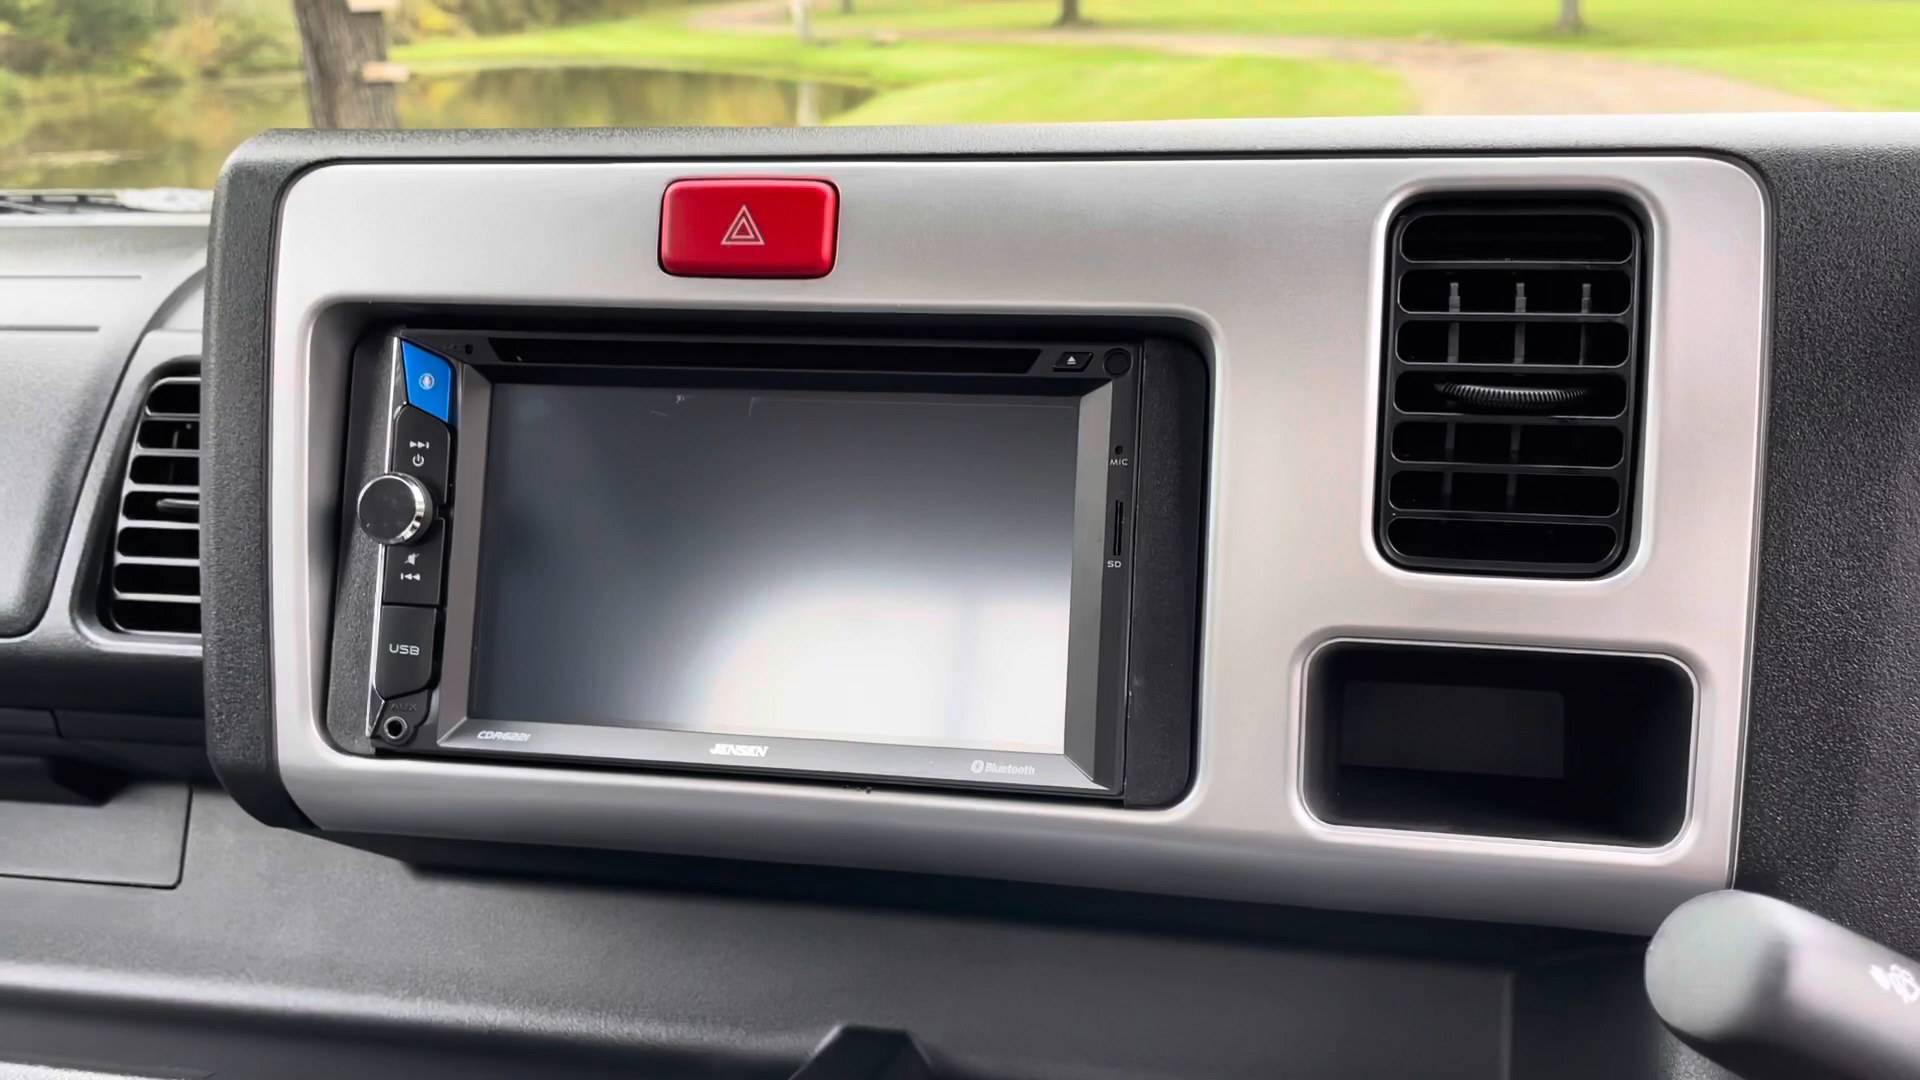 MIC
SD
USB
AUX
CDR6221
JENSEN
Bluetooth